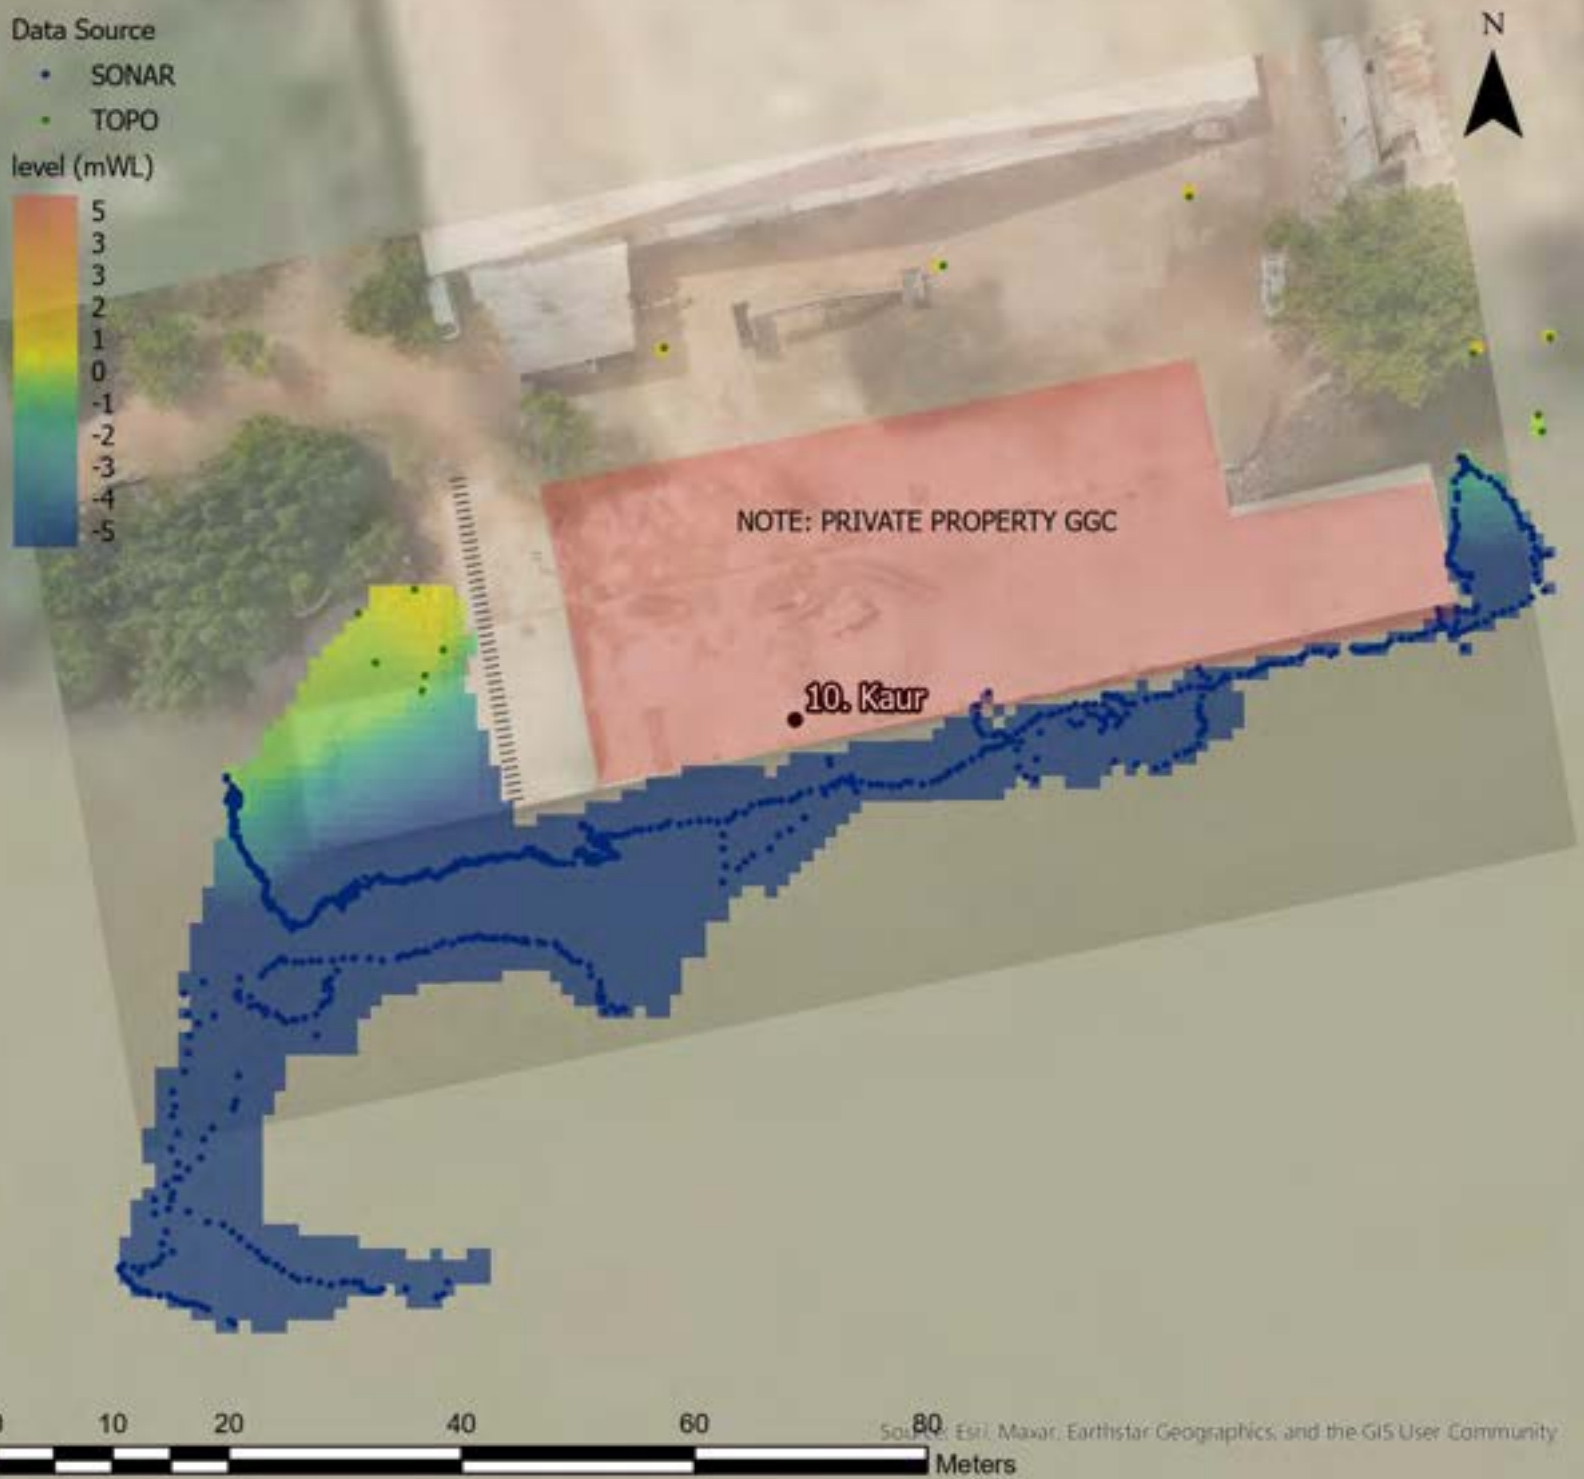 Data Source
SONAR
TOPO
level (mWL)
5
3
3
2
1
0
-1
-2
-3
-4
-5
N
NOTE: PRIVATE PROPERTY GGC
10. Kaur
0 10 20 40 60 80
Meters
Source: Esri, Maxar, Earthstar Geographics, and the GIS User Community